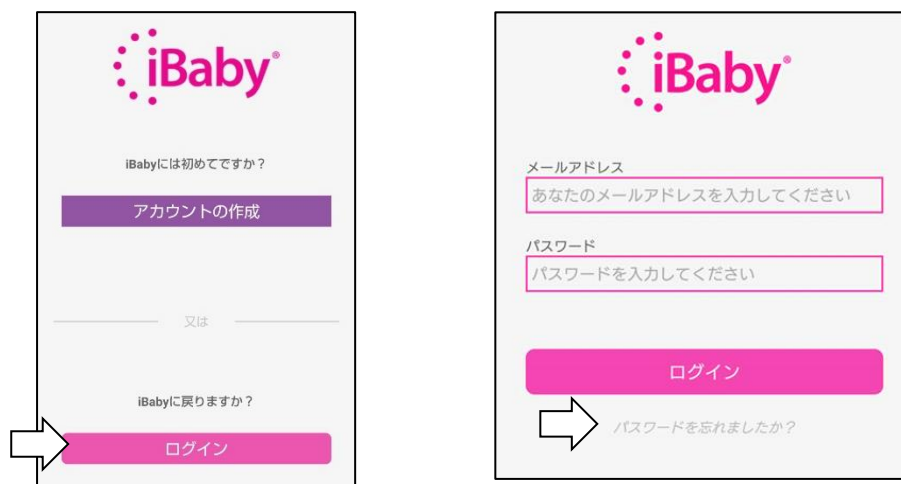 iBaby®
iBabyには初めてですか？
アカウントの作成
又は
iBabyに戻りますか？
ログイン
iBaby®
メールアドレス
あなたのメールアドレスを入力してください
パスワード
パスワードを入力してください
ログイン
パスワードを忘れましたか？